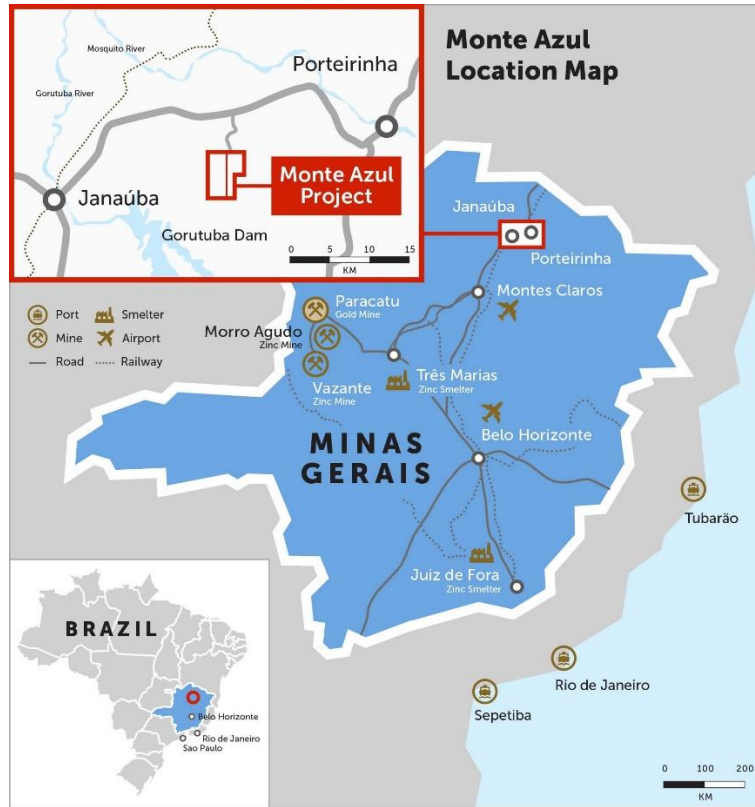 Monte Azul
Location Map
Mosquito River
Porteirinha
Gorutuba River
Janaúba
Monte Azul
Project
Gorutuba Dam
0 5 10 15
KM
Janaúba
Porteirinha
Montes Claros
Port
Smelter
Mine
Airport
Road
Railway
Paracatu
Gold Mine
Morro Agudo
Zinc Mine
Vazante
Zinc Mine
Três Marias
Zinc Smelter
Belo Horizonte
MINAS
GERAIS
Tubarão
Juiz de Fora
Zinc Smelter
Rio de Janeiro
Sepetiba
BRAZIL
Belo Horizonte
Rio de Janeiro
Sao Paulo
0 100 200
KM